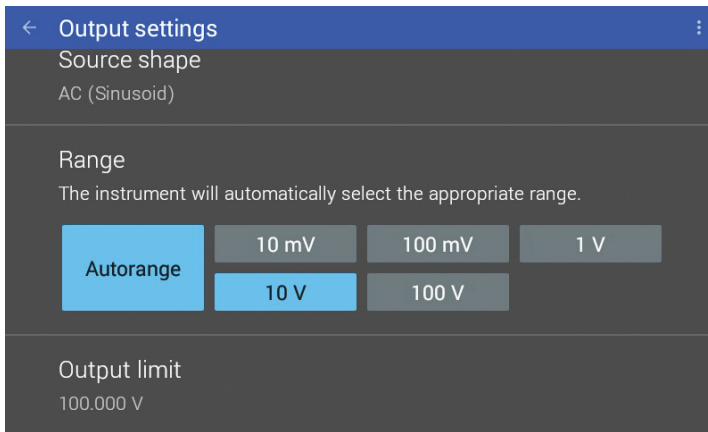 Output settings
Source shape
AC (Sinusoid)
Range
The instrument will automatically select the appropriate range.
Autorange
10 mV
100 mV
1 V
10 V
100 V
Output limit
100.000 V